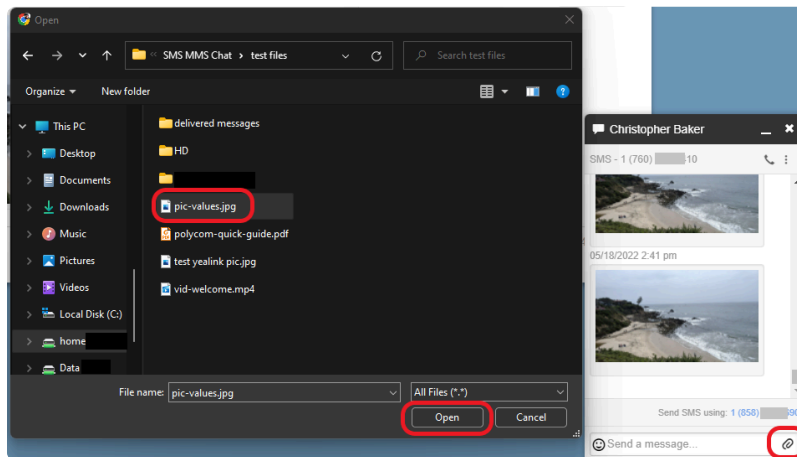 Open
SMS MMS Chat > test files
Search test files
Organize
New folder
This PC
Desktop
Documents
Downloads
Music
Pictures
Videos
Local Disk (C:)
home
Data
delivered messages
HD
pic-values.jpg
polycom-quick-guide.pdf
test yealink pic.jpg
vid-welcome.mp4
File name: pic-values.jpg
All Files (*.*)
Open
Cancel
Christopher Baker
SMS - 1 (760) -10
05/18/2022 2:41 pm
Send SMS using: 1 (858)
Send a message...